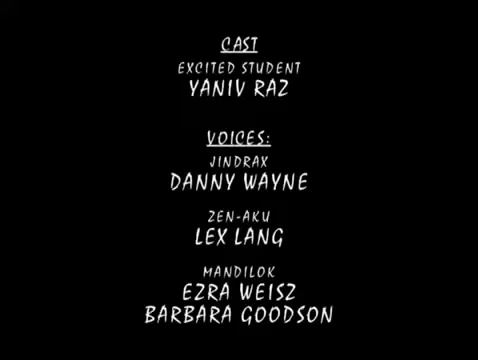 CAST
EXCITED STUDENT
YANIV RAZ
VOICES:
JINDRAX
DANNY WAYNE
ZEN-AKU
LEX LANG
MANDILOK
EZRA WEISZ
BARBARA GOODSON